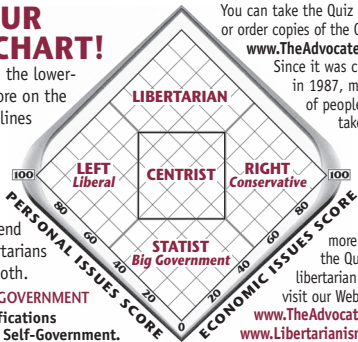 UR
CHART!
the lower-
ore on the
lines
You can take the Quiz
or order copies of the
www.TheAdvocate
Since it was
in 1987, m
of people
take
LIBERTARIAN
LEFT
Liberal
CENTRIST
RIGHT
Conservative
STATIST
Big Government
100
80
60
40
20
0
20
40
60
80
100
PERSONAL ISSUES SCORE
ECONOMIC ISSUES SCORE
end
rtarians
oth.
GOVERNMENT
fications
Self-Government.
more
the Qu
libertarian
visit our Web
www.TheAdvocat
www.Libertarianism